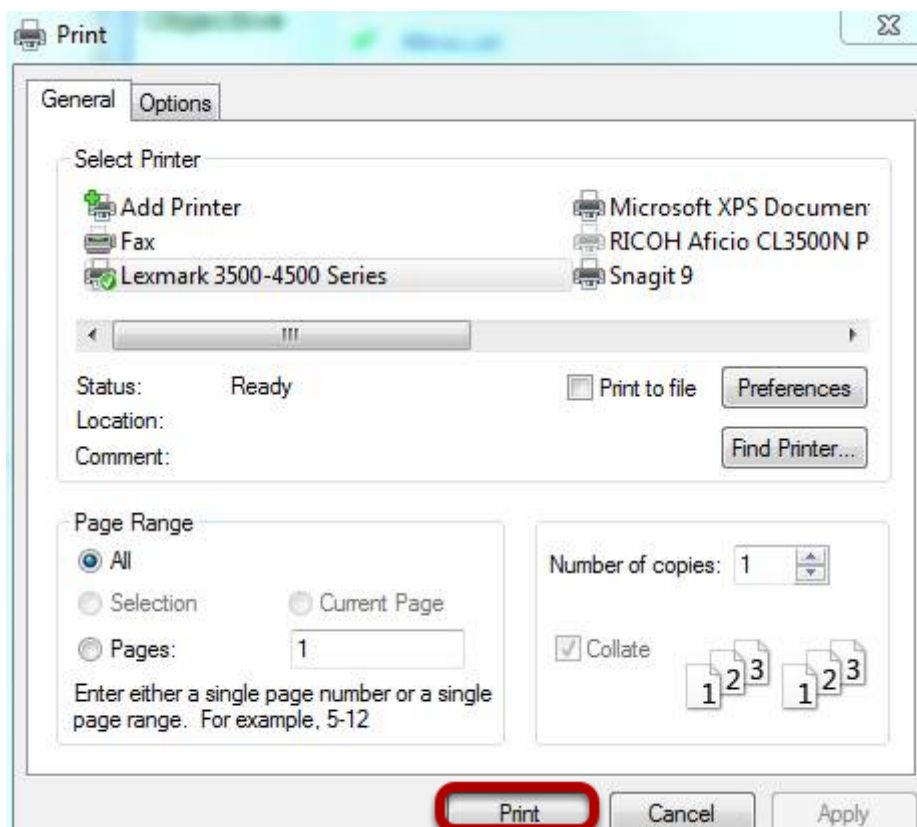 Objective
Print
General Options
Select Printer
Add Printer
Fax
Lexmark 3500-4500 Series
Microsoft XPS Documen
RICOH Aficio CL3500N P
Snagit 9
Status: Ready
Location:
Comment:
Print to file
Preferences
Find Printer...
Page Range
All
Selection Current Page
Pages: 1
Enter either a single page number or a single
page range. For example, 5-12
Number of copies: 1
Collate
1 2 3 1 2 3
Print Cancel Apply